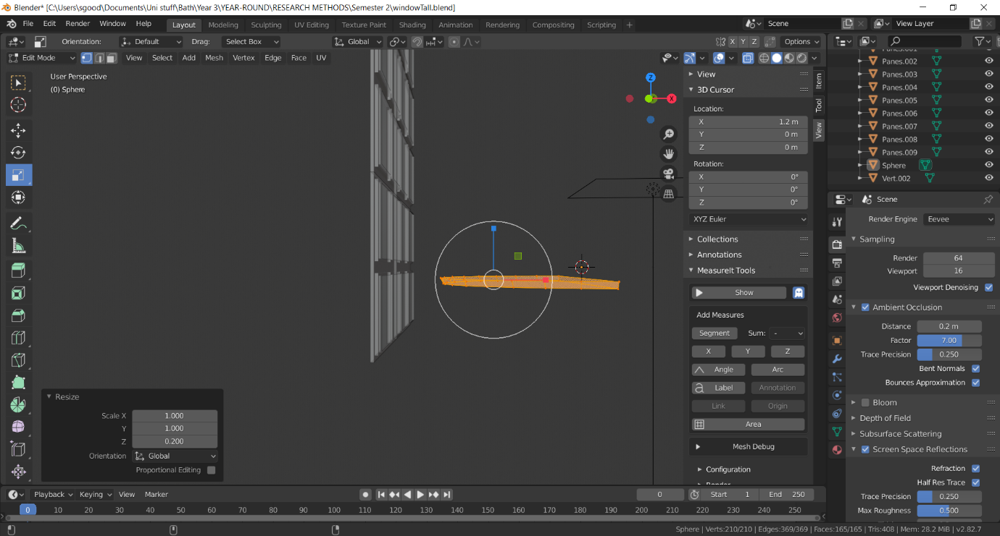 Blender* [C:\Users\sgood\Documents\Uni stuff\Bath\Year 3\YEAR-ROUND\RESEARCH METHODS\Semester 2\windowTall.blend]
File Edit Render Window Help Layout Modeling Sculpting UV Editing Texture Paint Shading Animation Rendering Compositing Scripting + Scene View Layer
Orientation: Default Drag: Select Box Global X Y Z Options
Edit Mode View Select Add Mesh Vertex Edge Face UV
User Perspective
(0) Sphere
Z
X
View
3D Cursor
Location:
X 1.2 m
Y 0 m
Z 0 m
Rotation:
X 0°
Y 0°
Z 0°
XYZ Euler
Collections
Annotations
MeasureIt Tools
Show
Add Measures
Segment Sum: -
X Y Z
Angle Arc
Label Annotation
Link Origin
Area
Mesh Debug
Configuration
Item
Tool
View
Panes.001
Panes.002
Panes.003
Panes.004
Panes.005
Panes.006
Panes.007
Panes.008
Panes.009
Sphere
Vert.002
Scene
Render Engine Eevee
Sampling
Render 64
Viewport 16
Viewport Denoising
Ambient Occlusion
Distance 0.2 m
Factor 7.00
Trace Precision 0.250
Bent Normals
Bounces Approximation
Bloom
Depth of Field
Subsurface Scattering
Screen Space Reflections
Refraction
Half Res Trace
Trace Precision 0.250
Max Roughness 0.500
Resize
Scale X 1.000
Y 1.000
Z 0.200
Orientation Global
Proportional Editing
Playback Keying View Marker 0 Start 1 End 250
0 10 20 30 40 50 60 70 80 90 100 110 120 130 140 150 160 170 180 190 200 210 220 230 240 250
Sphere | Verts:210/210 | Edges:369/369 | Faces:165/165 | Tris:408 | Mem: 28.2 MiB | v2.82.7